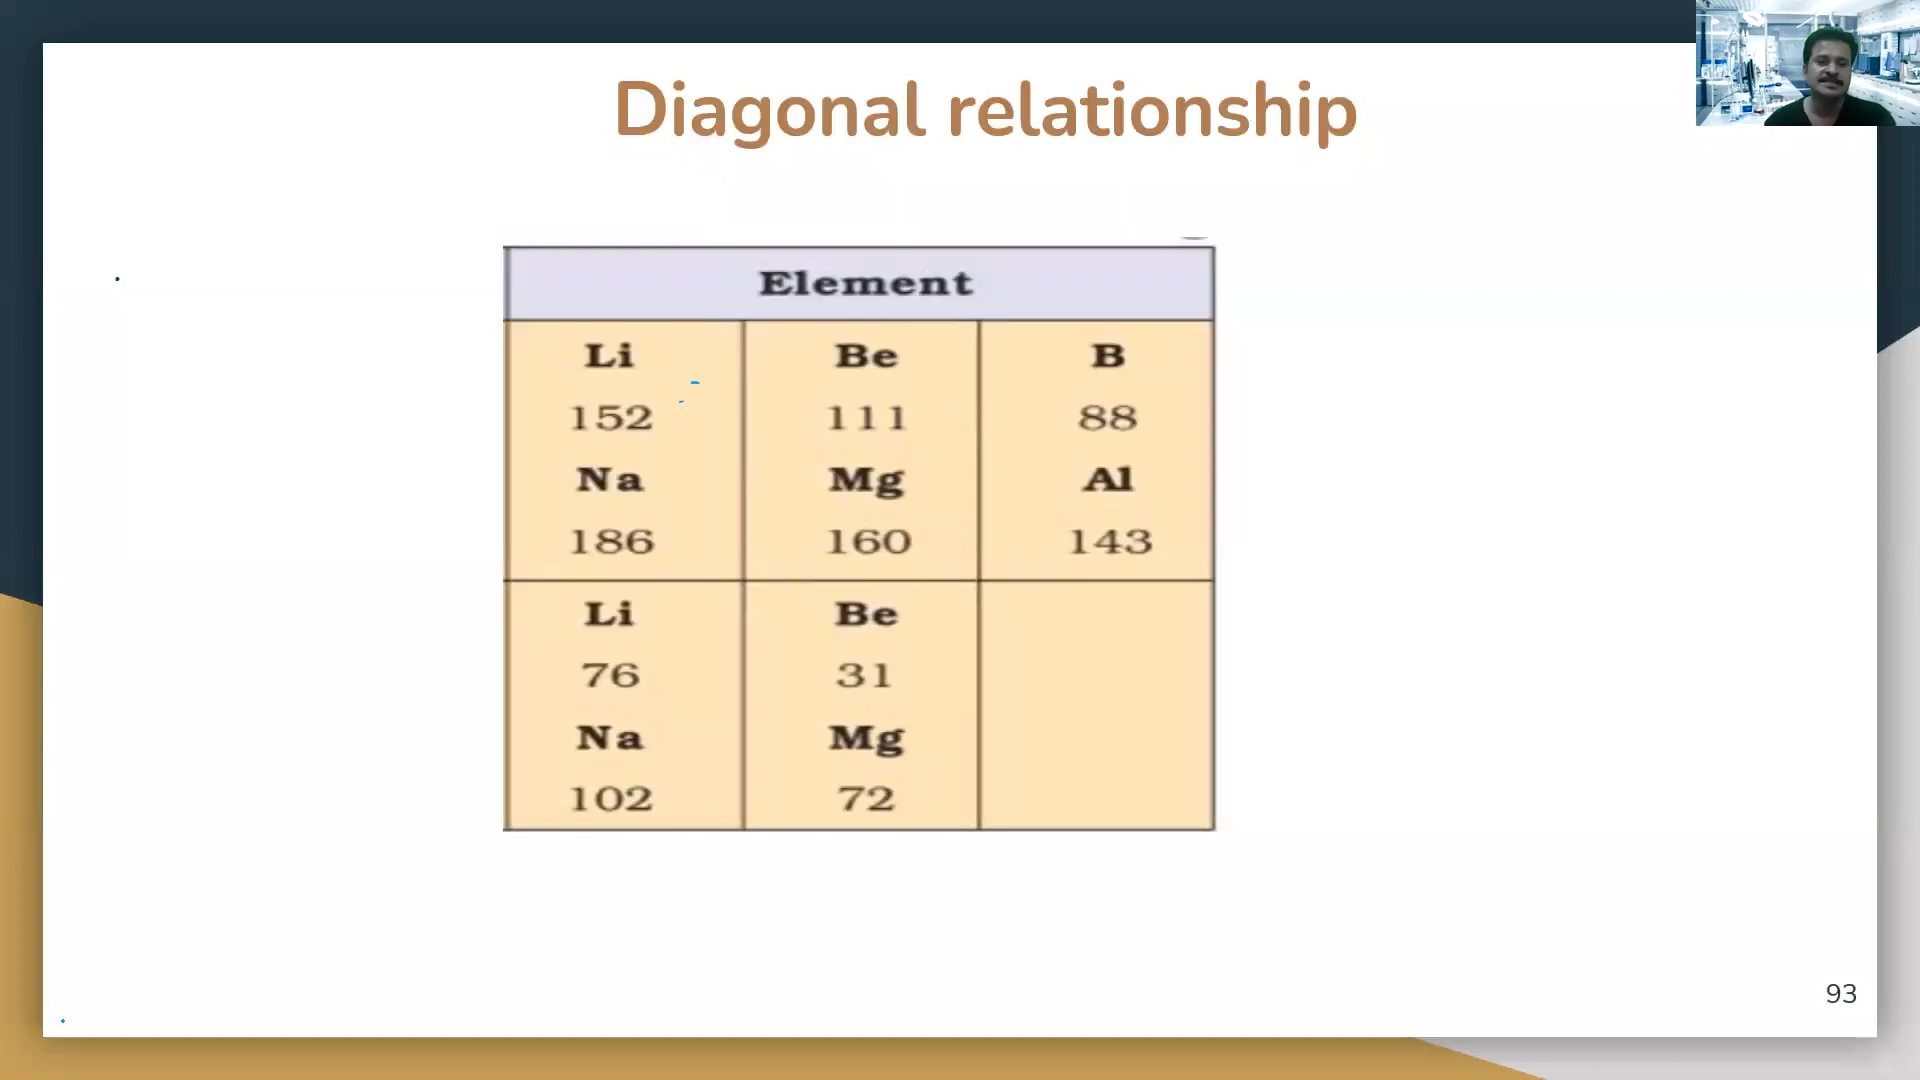 Diagonal relationship
Element
Li Be B
152 111 88
Na Mg Al
186 160 143
Li Be
76 31
Na Mg
102 72
93